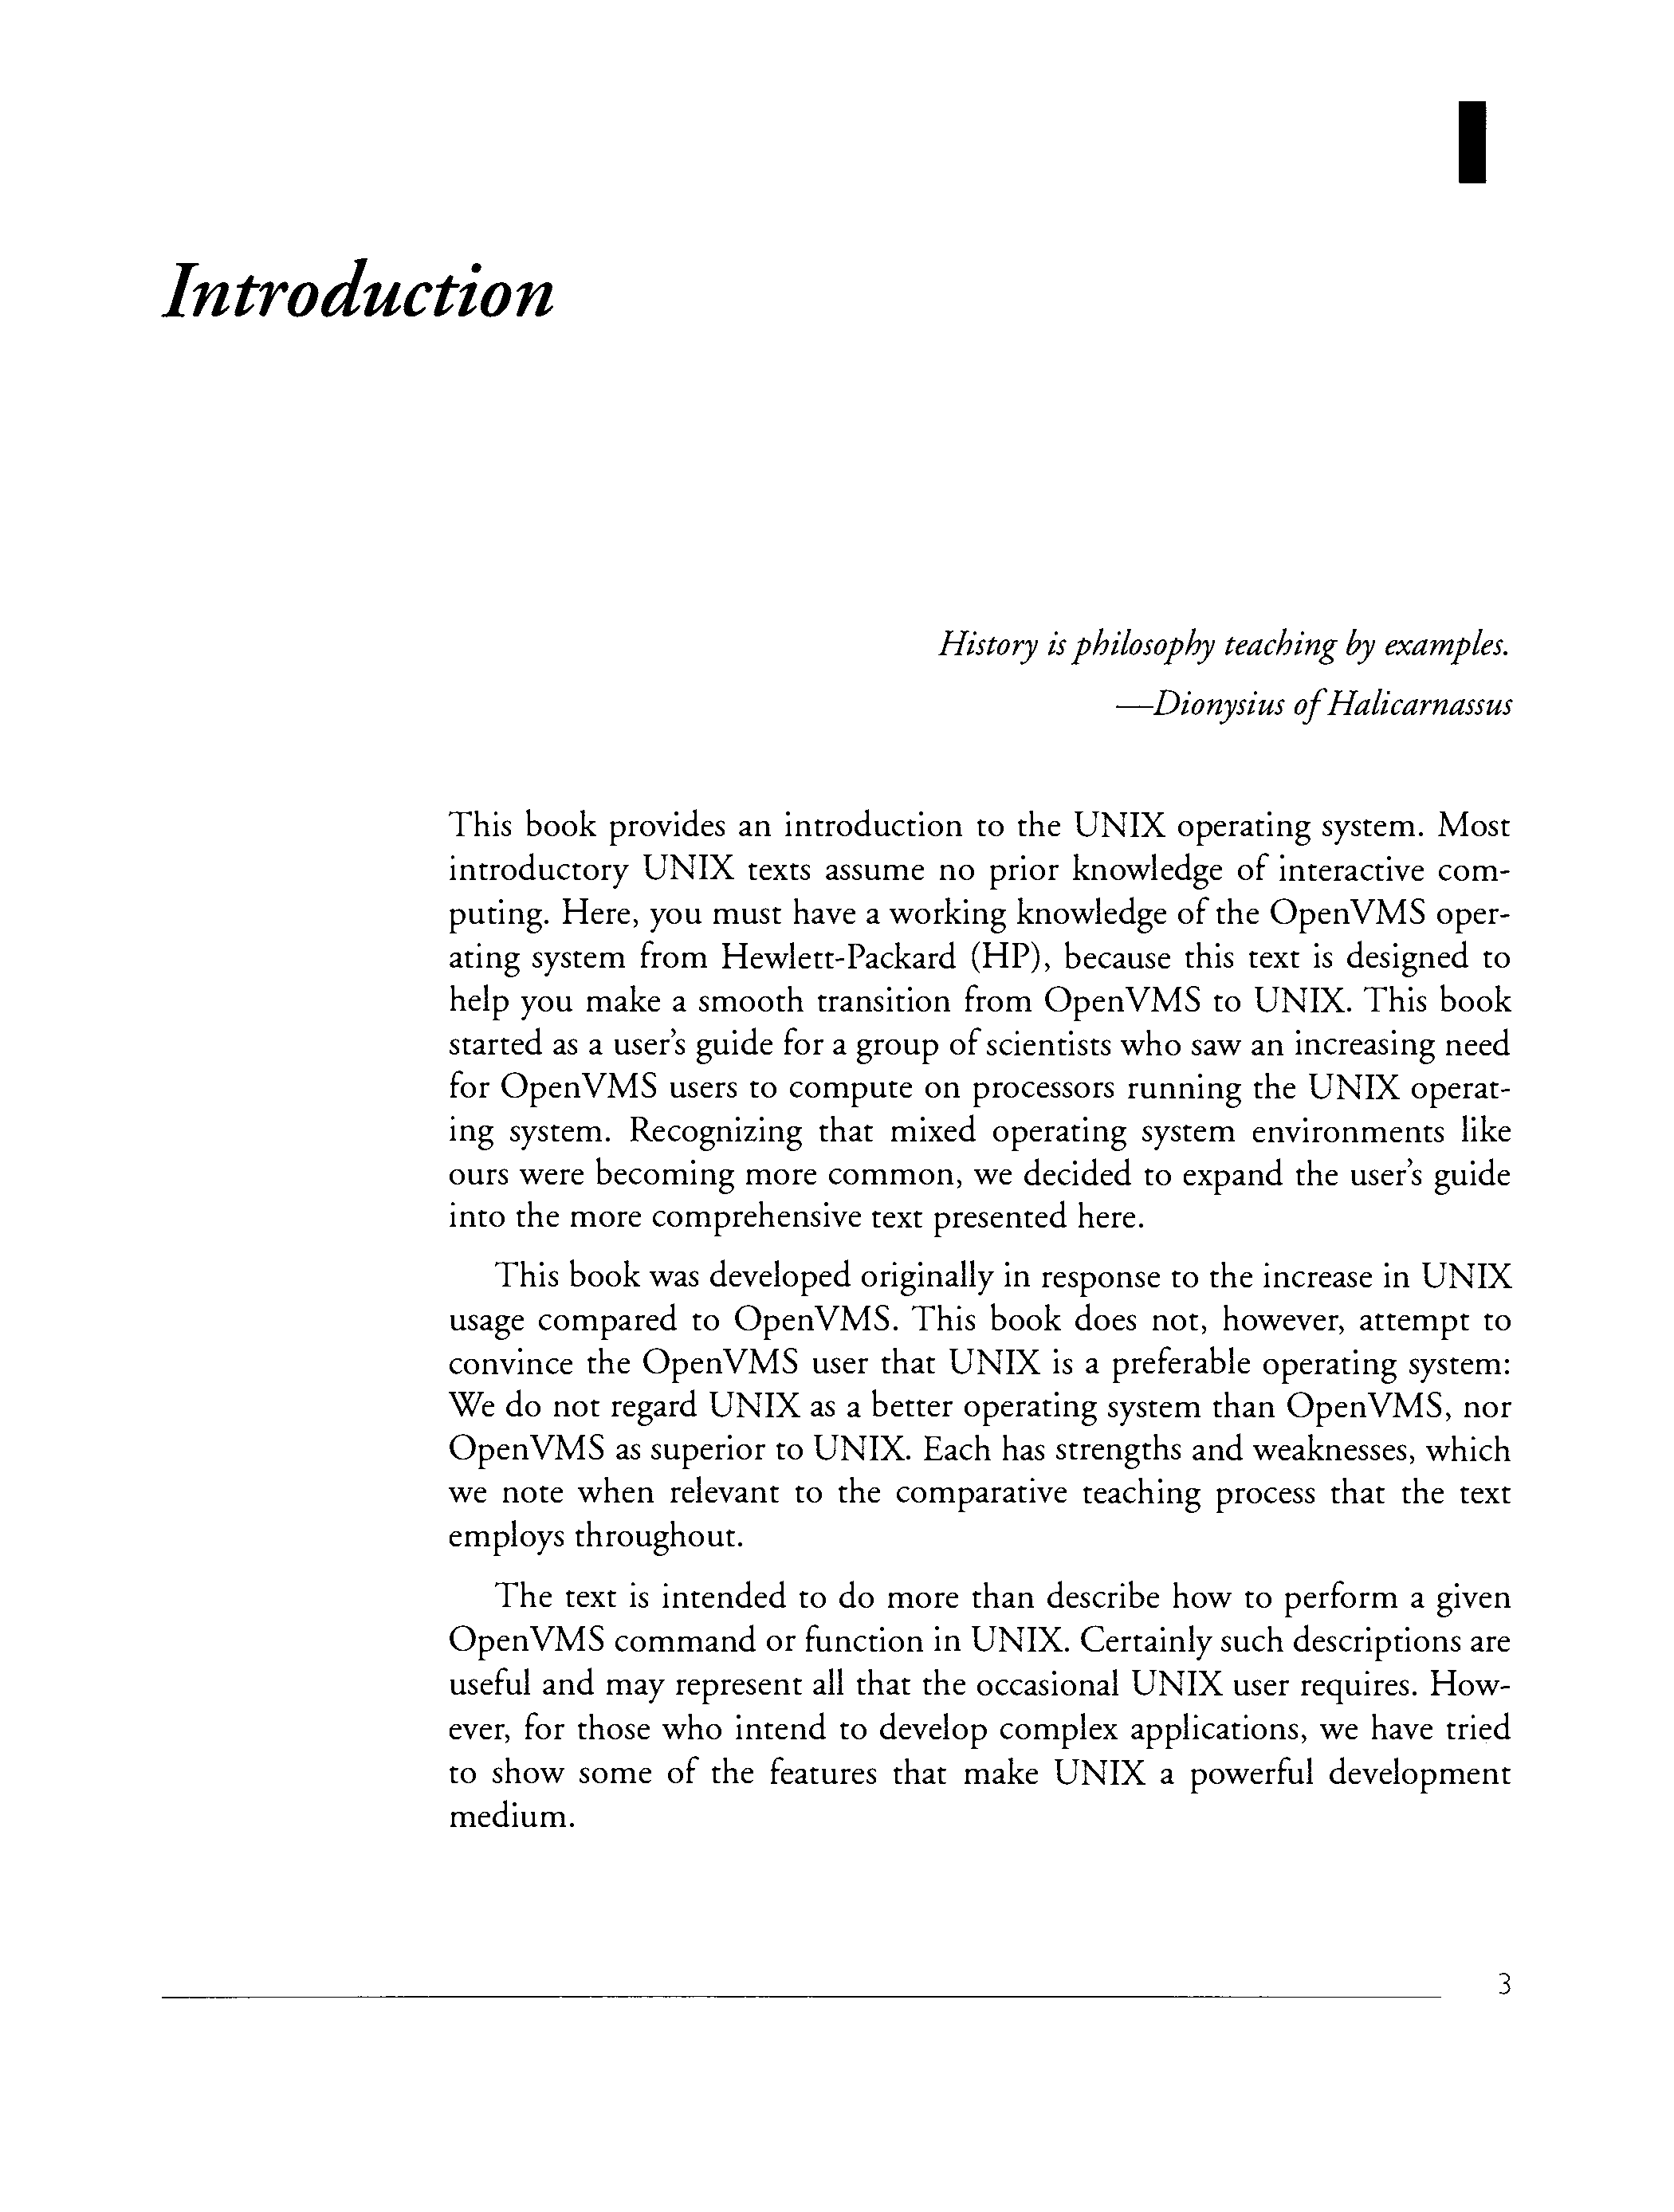 1
Introduction
History is philosophy teaching by examples.
—Dionysius of Halicarnassus
This book provides an introduction to the UNIX operating system. Most
introductory UNIX texts assume no prior knowledge of interactive com-
puting. Here, you must have a working knowledge of the OpenVMS oper-
ating system from Hewlett-Packard (HP), because this text is designed to
help you make a smooth transition from OpenVMS to UNIX. This book
started as a user’s guide for a group of scientists who saw an increasing need
for OpenVMS users to compute on processors running the UNIX operat-
ing system. Recognizing that mixed operating system environments like
ours were becoming more common, we decided to expand the user’s guide
into the more comprehensive text presented here.
This book was developed originally in response to the increase in UNIX
usage compared to OpenVMS. This book does not, however, attempt to
convince the OpenVMS user that UNIX is a preferable operating system:
We do not regard UNIX as a better operating system than OpenVMS, nor
OpenVMS as superior to UNIX. Each has strengths and weaknesses, which
we note when relevant to the comparative teaching process that the text
employs throughout.
The text is intended to do more than describe how to perform a given
OpenVMS command or function in UNIX. Certainly such descriptions are
useful and may represent all that the occasional UNIX user requires. How-
ever, for those who intend to develop complex applications, we have tried
to show some of the features that make UNIX a powerful development
medium.
3